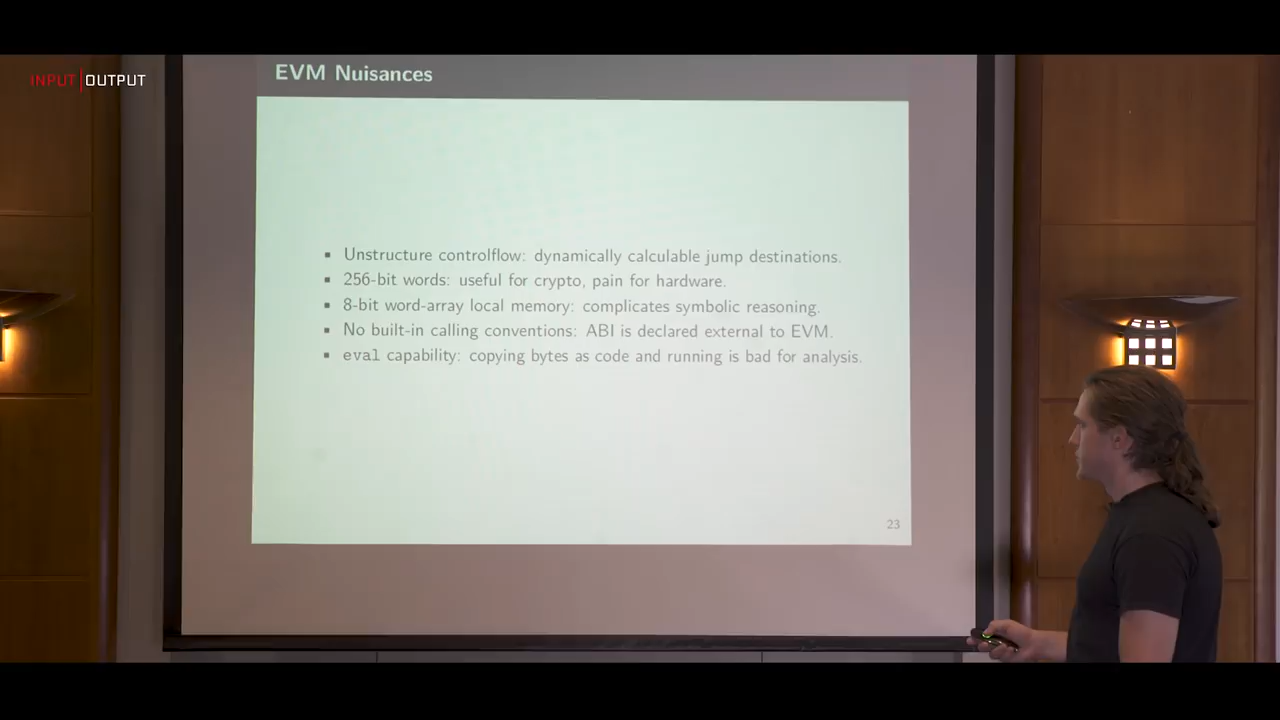 INPUT|OUTPUT
EVM Nuisances
▪ Unstructure controlflow: dynamically calculable jump destinations.
▪ 256-bit words: useful for crypto, pain for hardware.
▪ 8-bit word-array local memory: complicates symbolic reasoning.
▪ No built-in calling conventions: ABI is declared external to EVM.
▪ eval capability: copying bytes as code and running is bad for analysis.
23